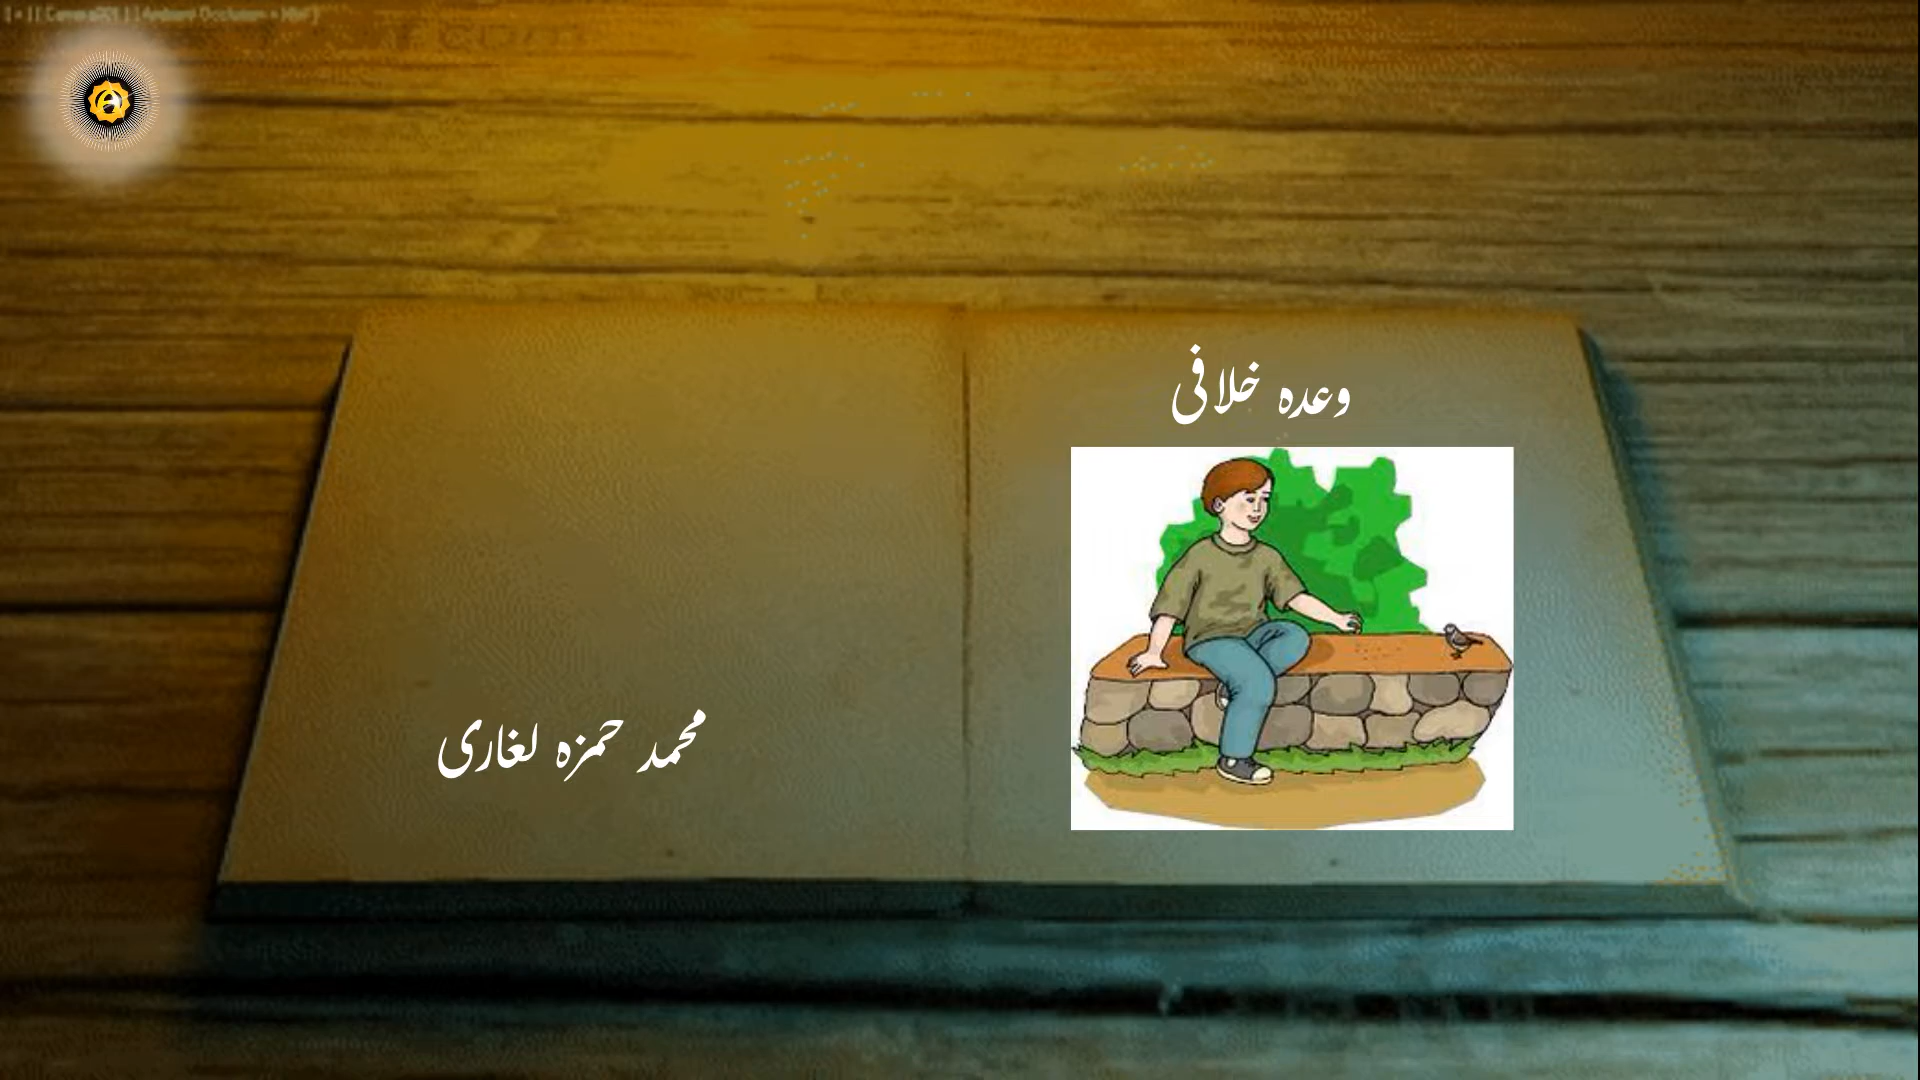 وعدہ خلافی
محمد حمزہ لغاری